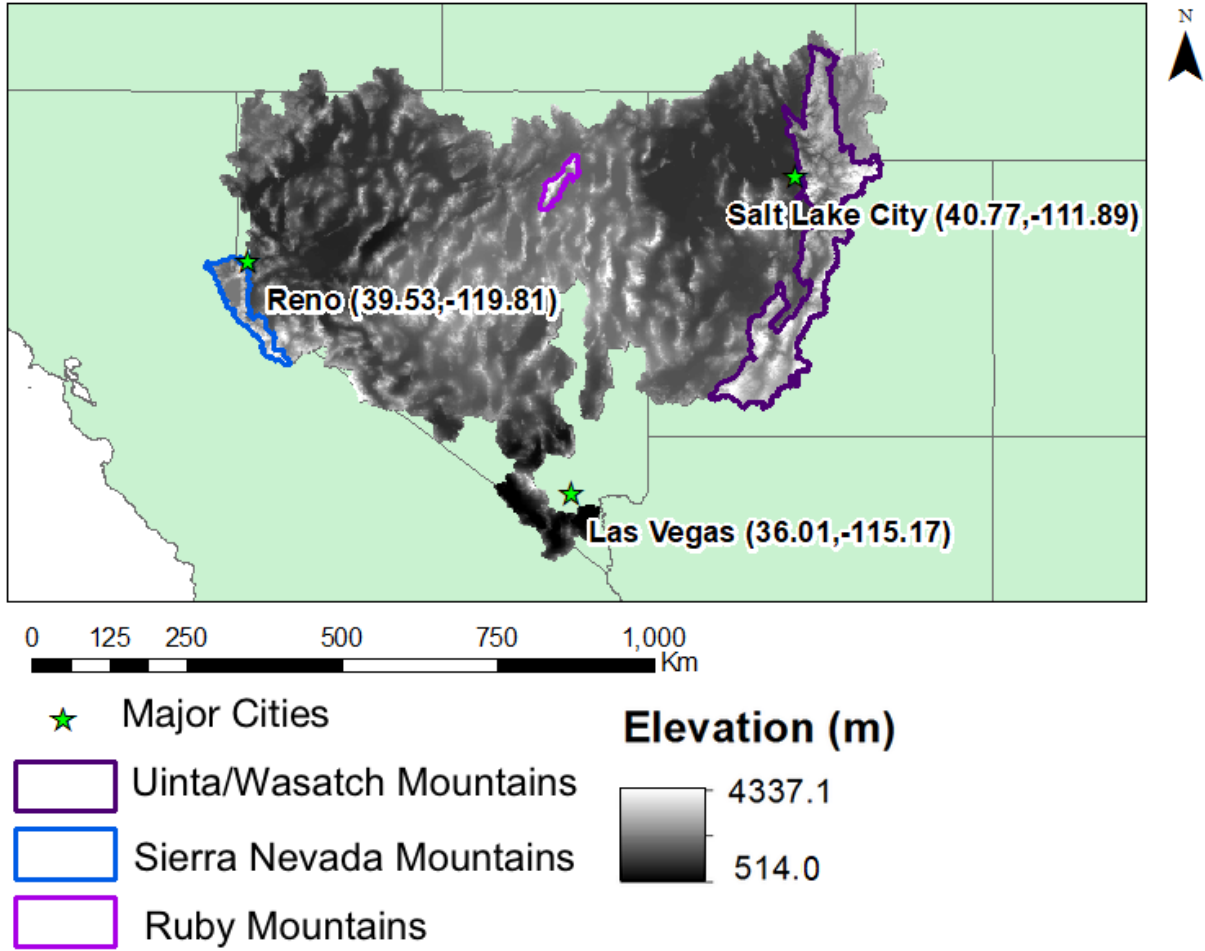 N
Salt Lake City (40.77,-111.89)
Reno (39.53,-119.81)
Las Vegas (36.01,-115.17)
0 125 250 500 750 1,000
Km
Major Cities
Uinta/Wasatch Mountains
Sierra Nevada Mountains
Ruby Mountains
Elevation (m)
4337.1
514.0